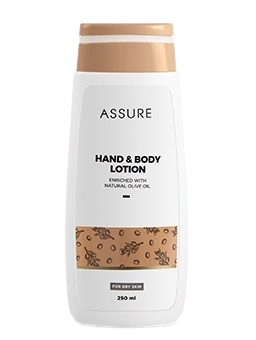 ASSURE
HAND & BODY
LOTION
ENRICHED WITH
NATURAL OLIVE OIL
FOR DRY SKIN
250 ml